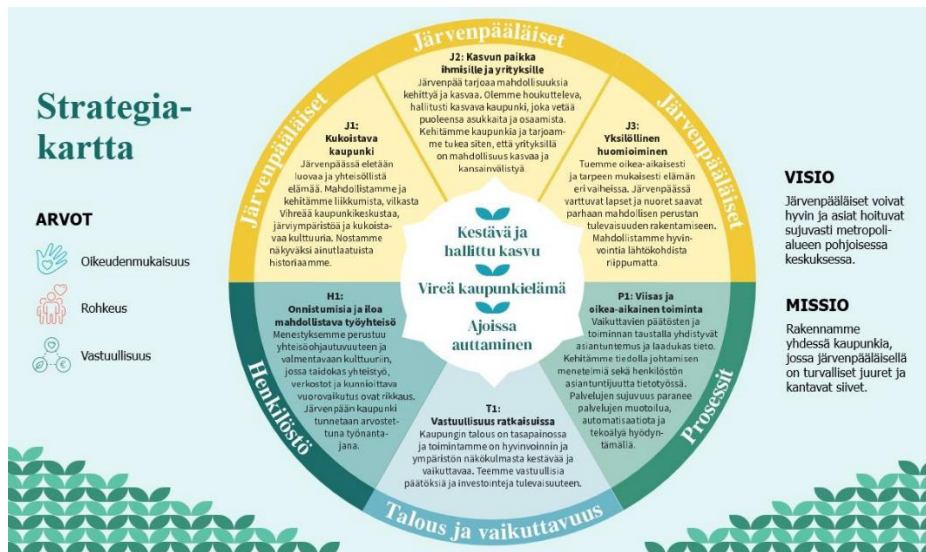 Strategia-
kartta
ARVOT
Oikeudenmukaisuus
Rohkeus
Vastuullisuus
Järvenpääläiset
J1:
Kukoistava
kaupunki
Järvenpäässä eletään
luovaa ja yhteisöllistä
elämää. Mahdollistamme ja
kehitämme liikkumista, vilkasta
Vihreää kaupunkikeskustaa,
järviympäristöä ja kukoista-
vaa kulttuuria. Nostamme
näkyväksi ainutlaatuista
historiaamme.
Järvenpääläiset
J2: Kasvun paikka
ihmisille ja yrityksille
Järvenpää tarjoaa mahdollisuuksia
kehittyä ja kasvaa. Olemme houkutteleva,
hallitusti kasvava kaupunki, joka vetää
puoleensa asukkaita ja osaamista.
Kehitämme kaupunkia ja tarjoam-
me tukea siten, että yrityksillä
on mahdollisuus kasvaa ja
kansainvälistyä.
Järvenpääläiset
J3:
Yksilöllinen
huomioiminen
Tuemme oikea-aikaisesti
ja tarpeen mukaisesti elämän
eri vaiheissa. Järvenpäässä
varttuvat lapset ja nuoret saavat
parhaan mahdollisen perustan
tulevaisuuden rakentamiseen.
Mahdollistamme hyvin-
vointia lähtökohdista
riippumatta.
Kestävä ja
hallittu kasvu
Vireä kaupunkielämä
Ajoissa
auttaminen
H1:
Onnistumisia ja iloa
mahdollistava työyhteisö
Menestyksemme perustuu
yhteisöohjautuvuuteen ja
valmentavaan kulttuuriin,
jossa taidokas yhteistyö,
verkostot ja kunnioittava
vuorovaikutus ovat rikkaus.
Järvenpään kaupunki
tunnetaan arvostet-
tuna työnanta-
jana.
Henkilöstö
T1:
Vastuullisuus ratkaisuissa
Kaupungin talous on tasapainossa
ja toimintamme on hyvinvoinnin ja
ympäristön näkökulmasta kestävää ja
vaikuttavaa. Teemme vastuullisia
päätöksiä ja investointeja tulevaisuuteen.
Talous ja vaikuttavuus
P1: Viisas ja
oikea-aikainen toiminta
Vaikuttavien päätösten ja
toiminnan taustalla yhdistyvät
asiantuntemus ja laadukas tieto.
Kehitämme tiedolla johtamisen
menetelmiä sekä henkilöstön
asiantuntijuutta tietotyössä.
Palvelujen sujuvuus paranee
palvelujen muotoilua,
automatisaatiota ja
tekoälyä hyödyn-
tämällä.
Prosessit
VISIO
Järvenpääläiset voivat
hyvin ja asiat hoituvat
sujuvasti metropoli-
alueen pohjoisessa
keskuksessa.
MISSIO
Rakennamme
yhdessä kaupunkia,
jossa järvenpääläisellä
on turvalliset juuret ja
kantavat siivet.